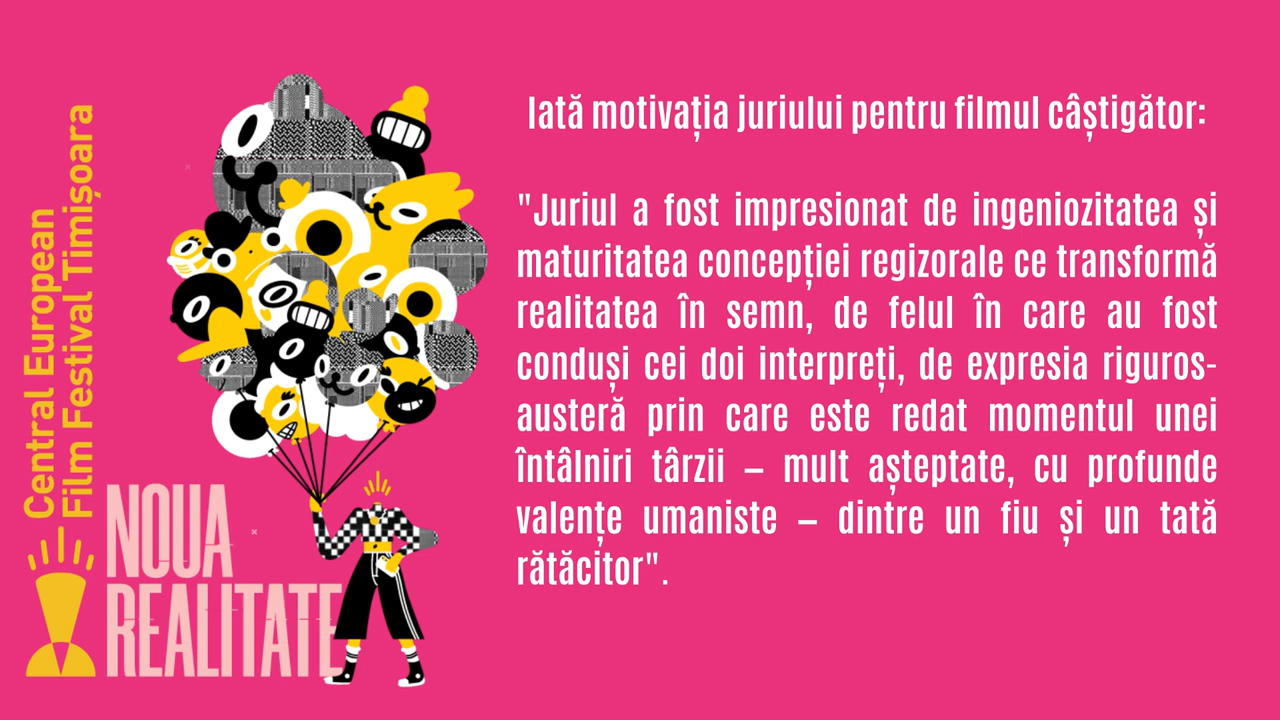 Central European
Film Festival Timișoara
NOUA
REALITATE
Iată motivația juriului pentru filmul câștigător:
"Juriul a fost impresionat de ingeniozitatea și
maturitatea concepției regizorale ce transformă
realitatea în semn, de felul în care au fost
conduși cei doi interpreți, de expresia riguros-
austeră prin care este redat momentul unei
întâlniri târzii – mult așteptate, cu profunde
valențe umaniste – dintre un fiu și un tată
rătăcitor".